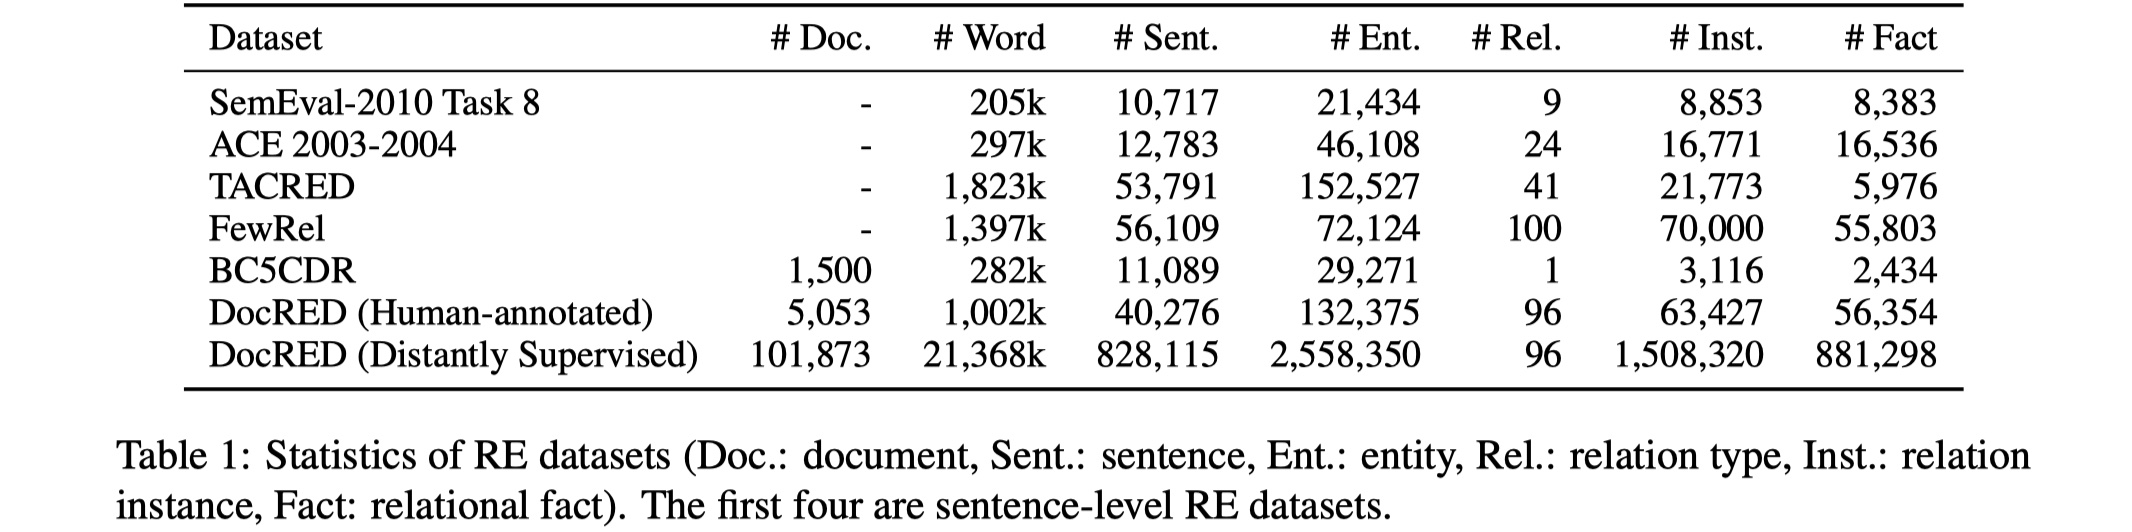 Dataset # Doc. # Word # Sent. # Ent. # Rel. # Inst. # Fact
SemEval-2010 Task 8 - 205k 10,717 21,434 9 8,853 8,383
ACE 2003-2004 - 297k 12,783 46,108 24 16,771 16,536
TACRED - 1,823k 53,791 152,527 41 21,773 5,976
FewRel - 1,397k 56,109 72,124 100 70,000 55,803
BC5CDR 1,500 282k 11,089 29,271 1 3,116 2,434
DocRED (Human-annotated) 5,053 1,002k 40,276 132,375 96 63,427 56,354
DocRED (Distantly Supervised) 101,873 21,368k 828,115 2,558,350 96 1,508,320 881,298
Table 1: Statistics of RE datasets (Doc.: document, Sent.: sentence, Ent.: entity, Rel.: relation type, Inst.: relation
instance, Fact: relational fact). The first four are sentence-level RE datasets.